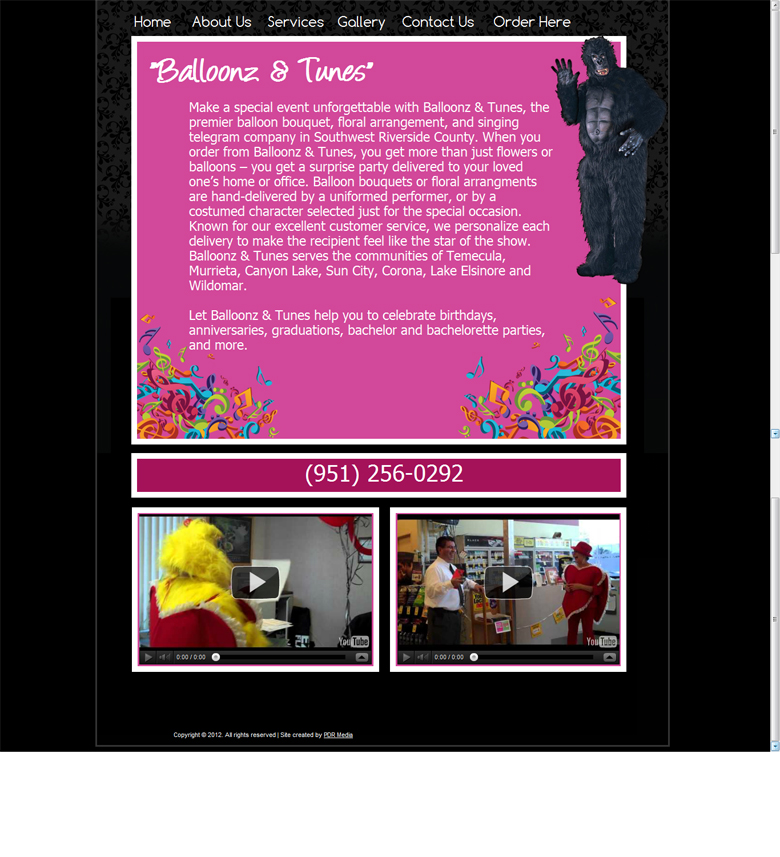 Home About Us Services Gallery Contact Us Order Here
"Balloonz & Tunes"
Make a special event unforgettable with Balloonz & Tunes, the
premier balloon bouquet, floral arrangement, and singing
telegram company in Southwest Riverside County. When you
order from Balloonz & Tunes, you get more than just flowers or
balloons – you get a surprise party delivered to your loved
one's home or office. Balloon bouquets or floral arrangments
are hand-delivered by a uniformed performer, or by a
costumed character selected just for the special occasion.
Known for our excellent customer service, we personalize each
delivery to make the recipient feel like the star of the show.
Balloonz & Tunes serves the communities of Temecula,
Murrieta, Canyon Lake, Sun City, Corona, Lake Elsinore and
Wildomar.
Let Balloonz & Tunes help you to celebrate birthdays,
anniversaries, graduations, bachelor and bachelorette parties,
and more.
(951) 256-0292
YouTube
0:00 / 0:00
YouTube
0:00 / 0:00
Copyright © 2012. All rights reserved | Site created by PDR Media